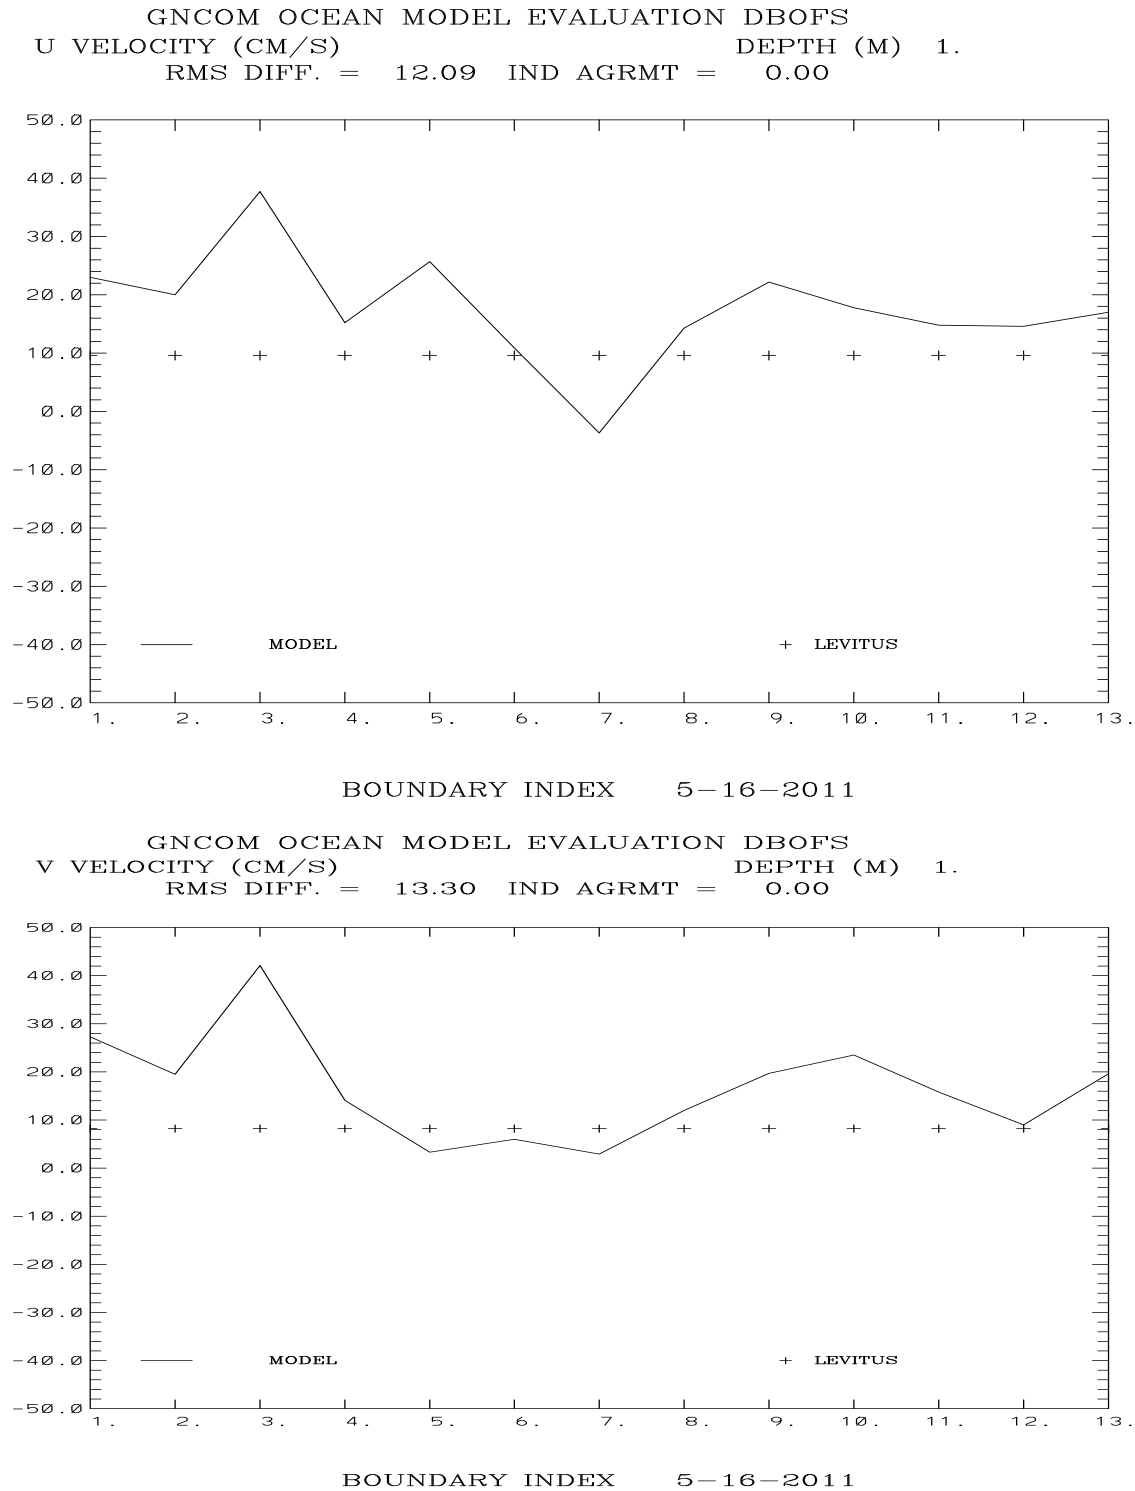 GNCOM OCEAN MODEL EVALUATION DBOFS
U VELOCITY (CM/S) DEPTH (M) 1.
RMS DIFF. = 12.09 IND AGRMT = 0.00
50.0
40.0
30.0
20.0
10.0
0.0
-10.0
-20.0
-30.0
-40.0 MODEL + LEVITUS
-50.0
1. 2. 3. 4. 5. 6. 7. 8. 9. 10. 11. 12. 13.
BOUNDARY INDEX 5-16-2011
GNCOM OCEAN MODEL EVALUATION DBOFS
V VELOCITY (CM/S) DEPTH (M) 1.
RMS DIFF. = 13.30 IND AGRMT = 0.00
50.0
40.0
30.0
20.0
10.0
0.0
-10.0
-20.0
-30.0
-40.0 MODEL + LEVITUS
-50.0
1. 2. 3. 4. 5. 6. 7. 8. 9. 10. 11. 12. 13.
BOUNDARY INDEX 5-16-2011